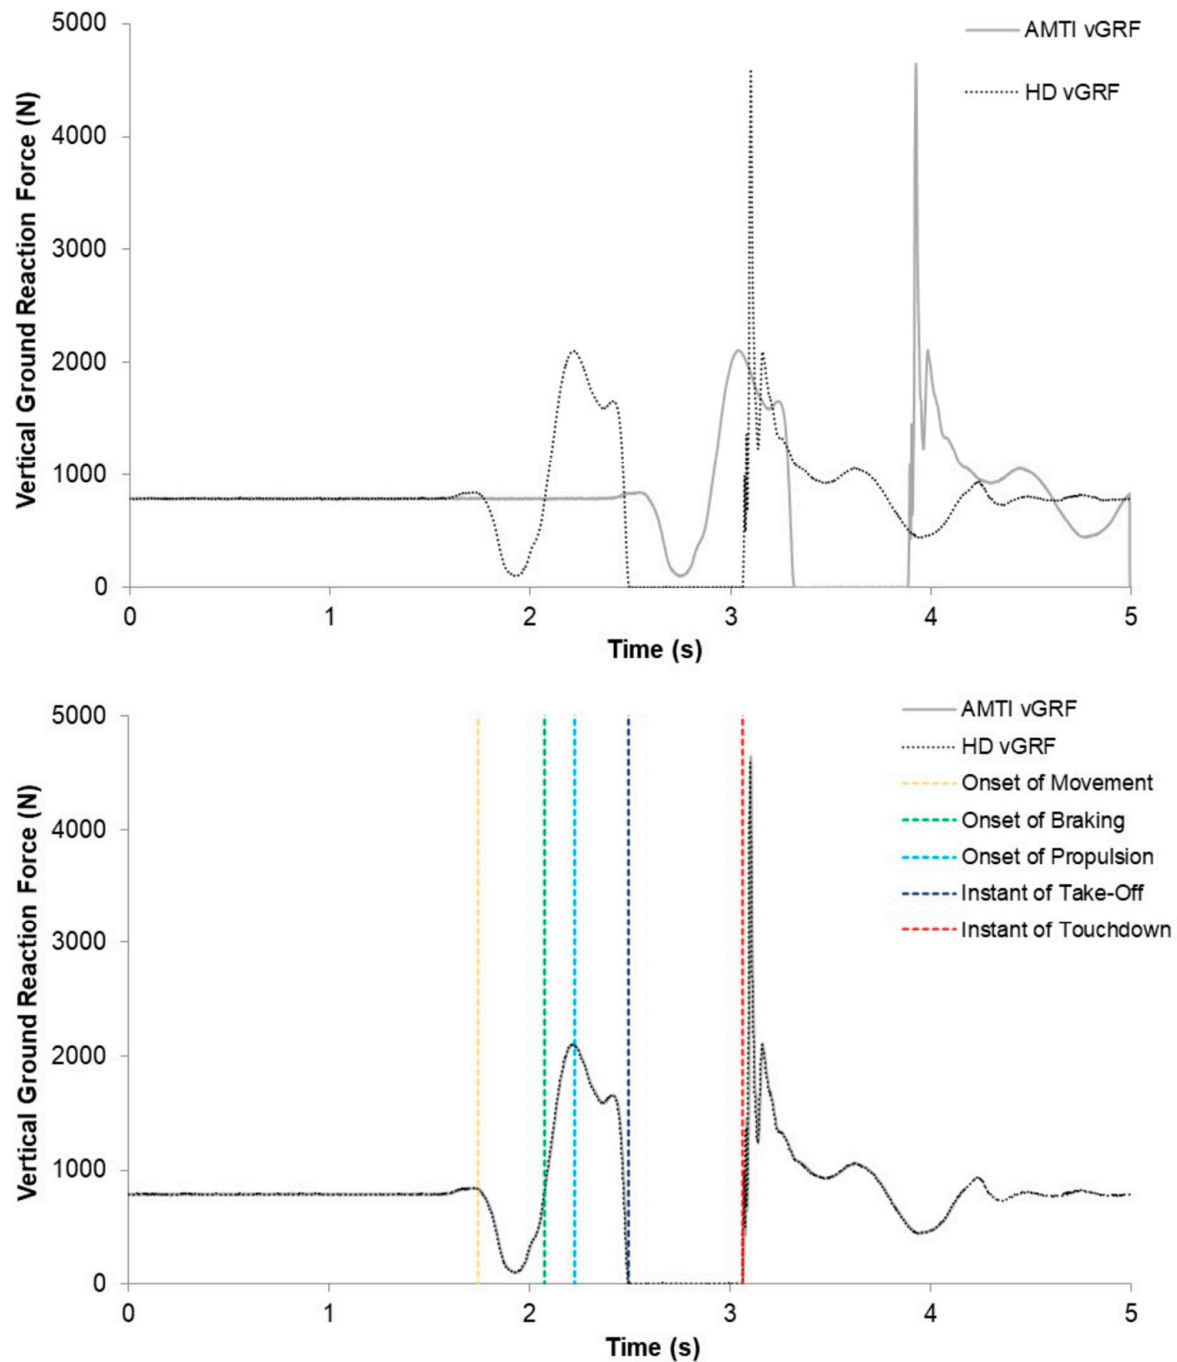 5000
4000
3000
2000
1000
0
Vertical Ground Reaction Force (N)
AMTI vGRF
HD vGRF
0 1 2 3 4 5
Time (s)
5000
4000
3000
2000
1000
0
Vertical Ground Reaction Force (N)
AMTI vGRF
HD vGRF
Onset of Movement
Onset of Braking
Onset of Propulsion
Instant of Take-Off
Instant of Touchdown
0 1 2 3 4 5
Time (s)